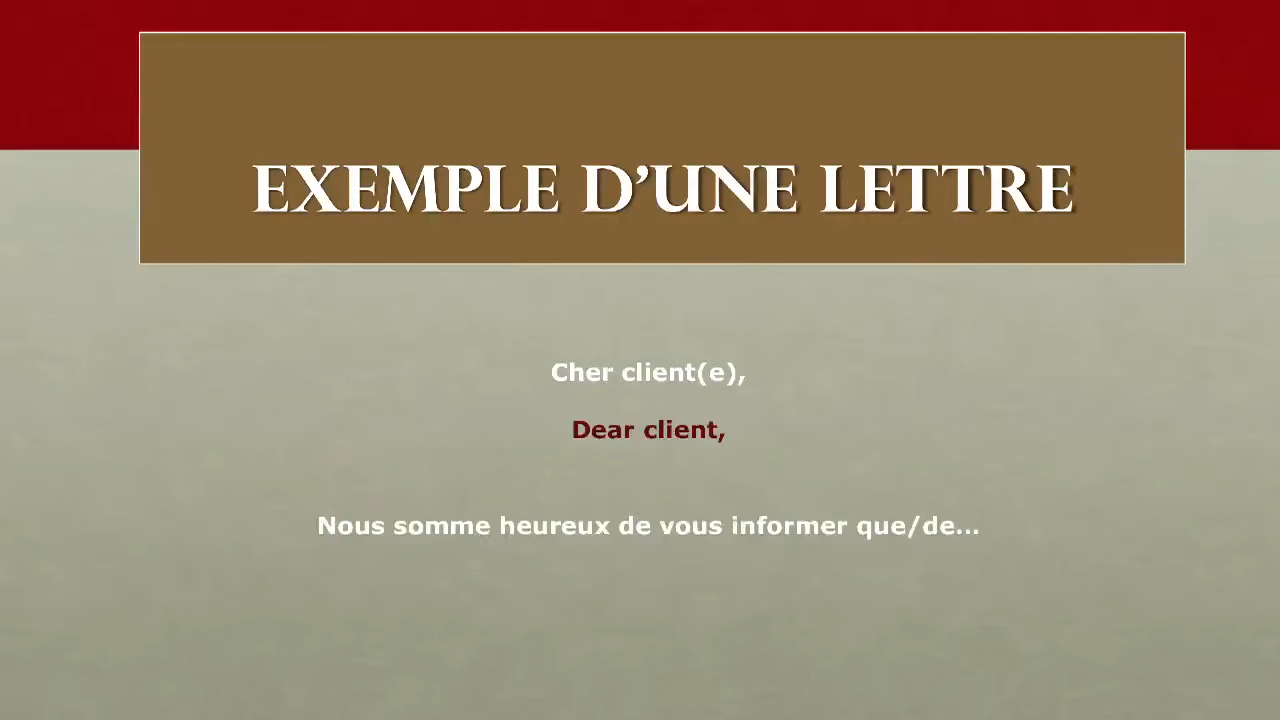 EXEMPLE D’UNE LETTRE
Cher client(e),
Dear client,
Nous somme heureux de vous informer que/de…